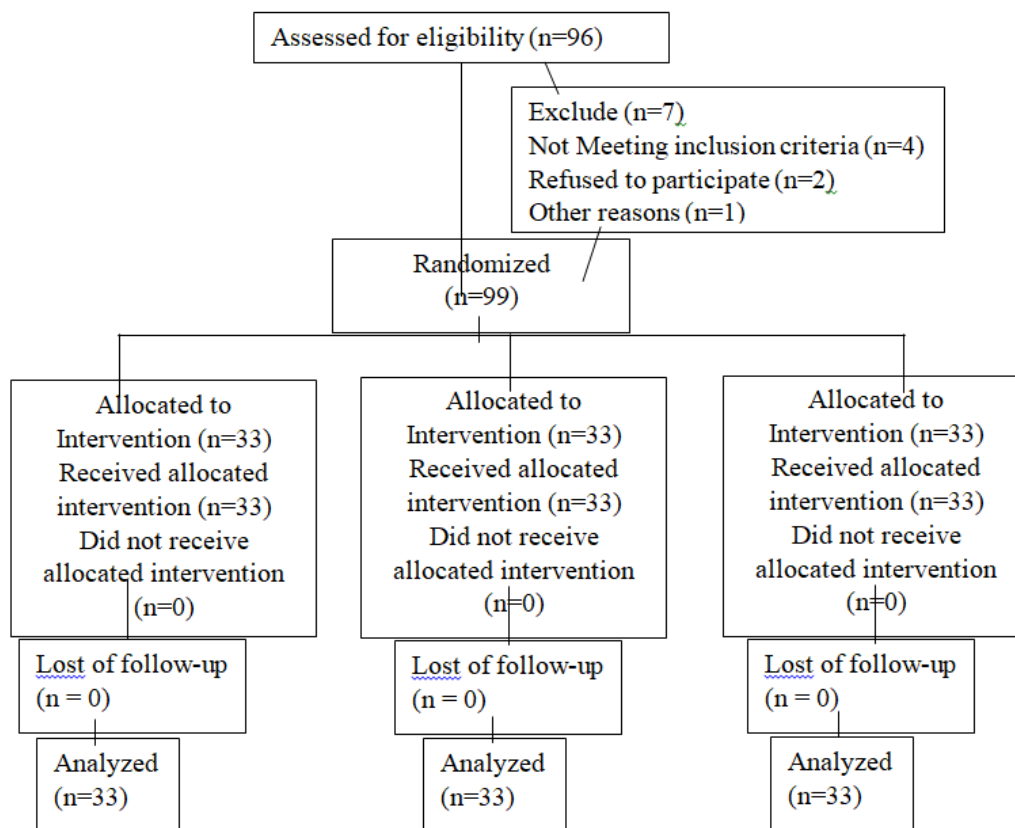 Assessed for eligibility (n=96)
Exclude (n=7)
Not Meeting inclusion criteria (n=4)
Refused to participate (n=2)
Other reasons (n=1)
Randomized
(n=99)
Allocated to
Intervention (n=33)
Received allocated
intervention (n=33)
Did not receive
allocated intervention
(n=0)
Allocated to
Intervention (n=33)
Received allocated
intervention (n=33)
Did not receive
allocated intervention
(n=0)
Allocated to
Intervention (n=33)
Received allocated
intervention (n=33)
Did not receive
allocated intervention
(n=0)
Lost of follow-up
(n = 0)
Lost of follow-up
(n = 0)
Lost of follow-up
(n = 0)
Analyzed
(n=33)
Analyzed
(n=33)
Analyzed
(n=33)